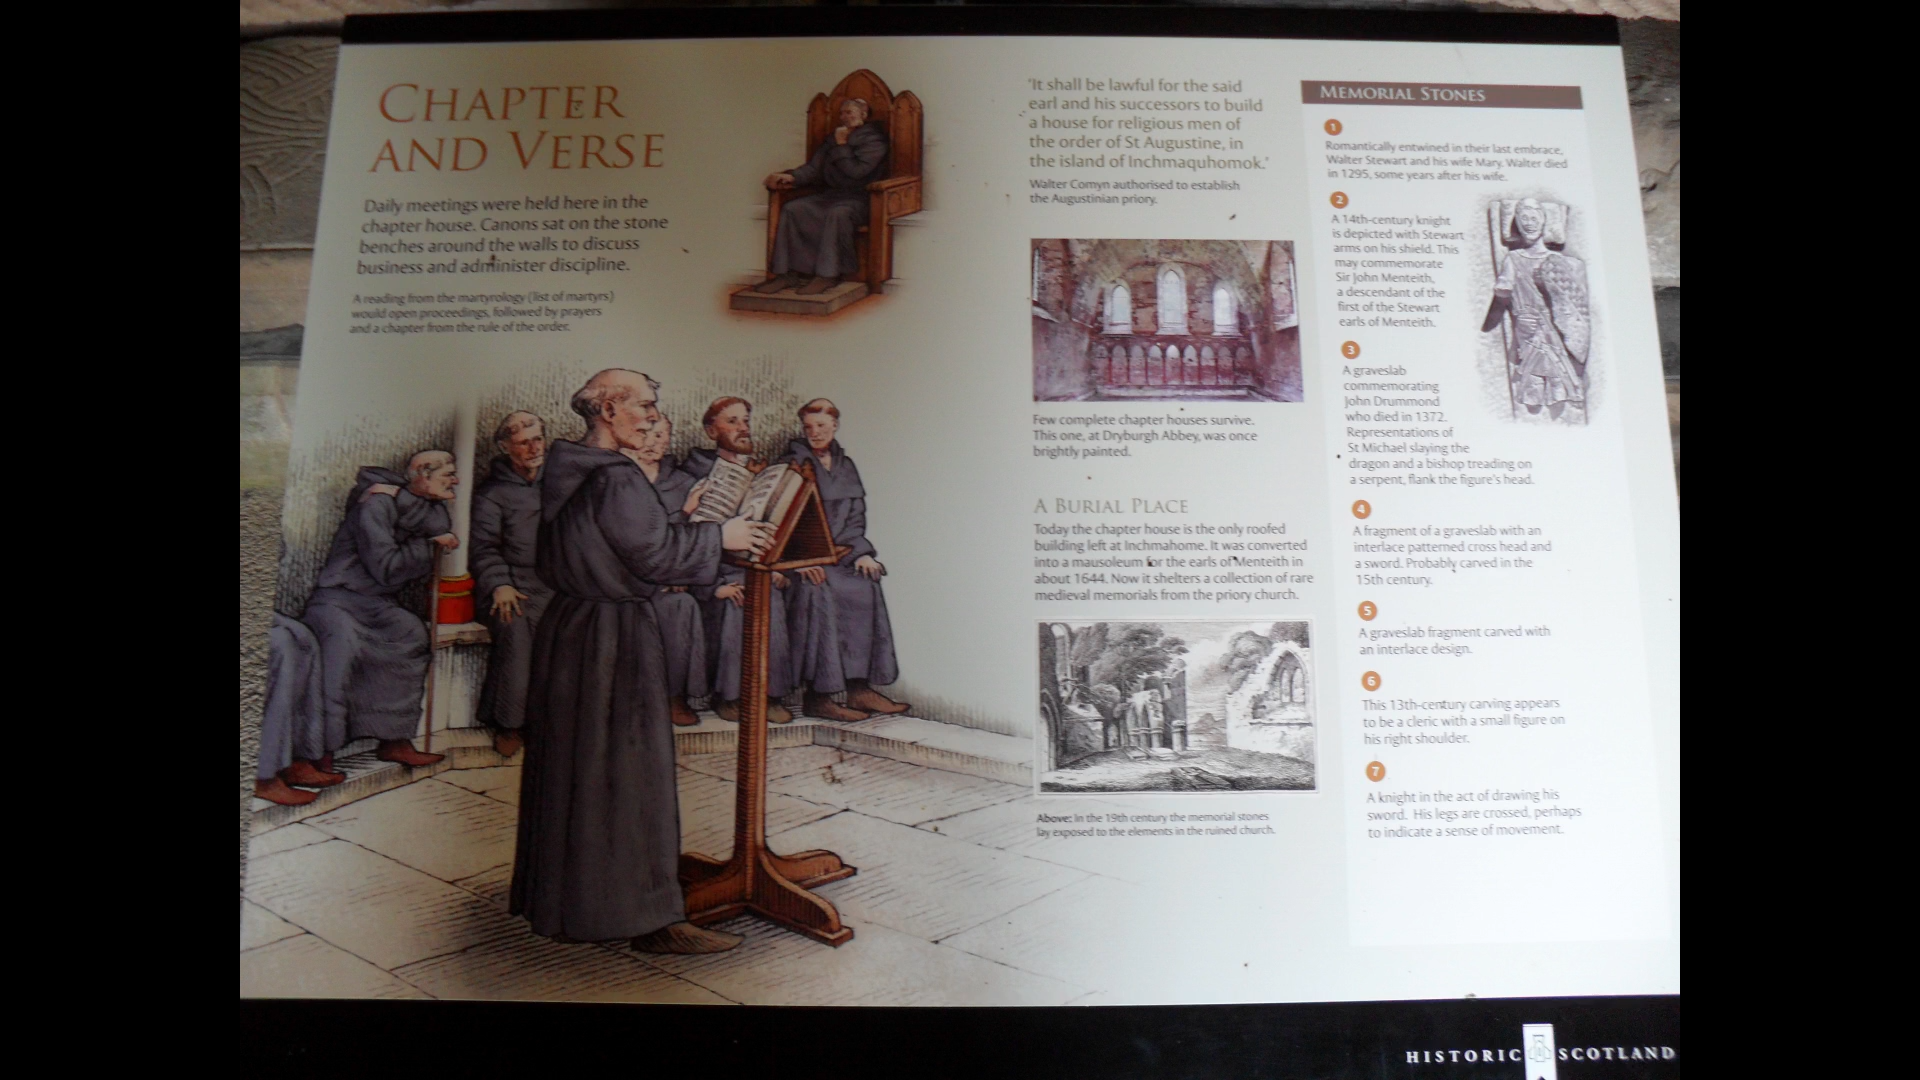 CHAPTER
AND VERSE
Daily meetings were held here in the
chapter house. Canons sat on the stone
benches around the walls to discuss
business and administer discipline.
A reading from the martyrology (list of martyrs)
would open proceedings, followed by prayers
and a chapter from the rule of the order.
'It shall be lawful for the said
earl and his successors to build
a house for religious men of
the order of St Augustine, in
the island of Inchmaquhomok.'
Walter Comyn authorised to establish
the Augustinian priory.
Few complete chapter houses survive.
This one, at Dryburgh Abbey, was once
brightly painted.
A BURIAL PLACE
Today the chapter house is the only roofed
building left at Inchmahome. It was converted
into a mausoleum for the earls of Menteith in
about 1644. Now it shelters a collection of rare
medieval memorials from the priory church.
Above: In the 19th century the memorial stones
lay exposed to the elements in the ruined church.
MEMORIAL STONES
1
Romantically entwined in their last embrace,
Walter Stewart and his wife Mary. Walter died
in 1295, some years after his wife.
2
A 14th-century knight
is depicted with Stewart
arms on his shield. This
may commemorate
Sir John Menteith,
a descendant of the
first of the Stewart
earls of Menteith.
3
A graveslab
commemorating
John Drummond
who died in 1372.
Representations of
St Michael slaying the
dragon and a bishop treading on
a serpent, flank the figure's head.
4
A fragment of a graveslab with an
interlace patterned cross head and
a sword. Probably carved in the
15th century.
5
A graveslab fragment carved with
an interlace design.
6
This 13th-century carving appears
to be a cleric with a small figure on
his right shoulder.
7
A knight in the act of drawing his
sword. His legs are crossed, perhaps
to indicate a sense of movement.
HISTORIC SCOTLAND